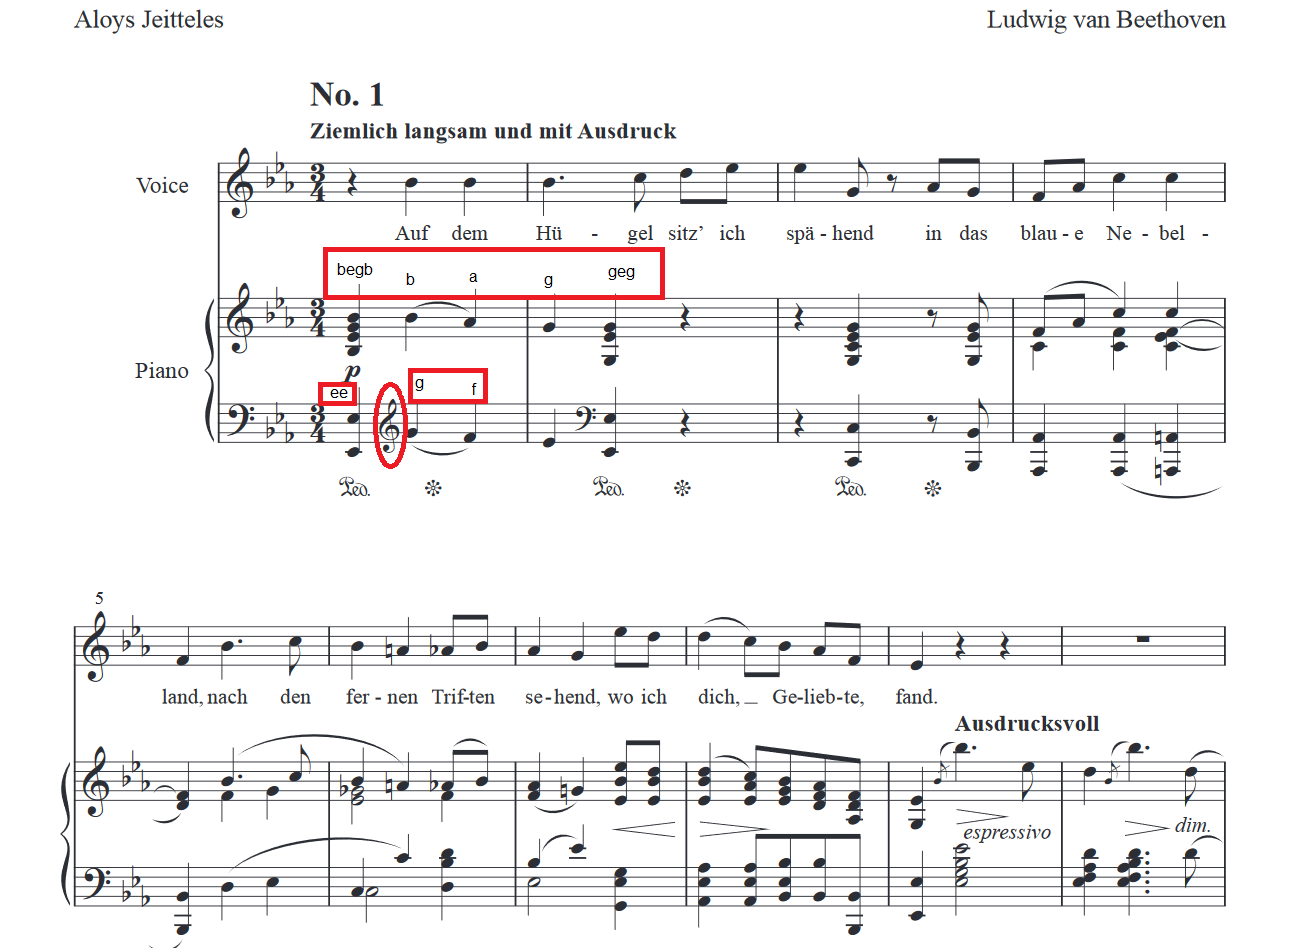 Aloys Jeitteles Ludwig van Beethoven
No. 1
Ziemlich langsam und mit Ausdruck
Voice
Auf dem Hü - gel sitz’ ich spä - hend in das blau - e Ne - bel -
begb b a g geg
Piano
p
ee g f
Ped. Ped. Ped.
5
land, nach den fer - nen Trif-ten se - hend, wo ich dich, _ Ge-lieb-te, fand.
Ausdrucksvoll
espressivo dim.